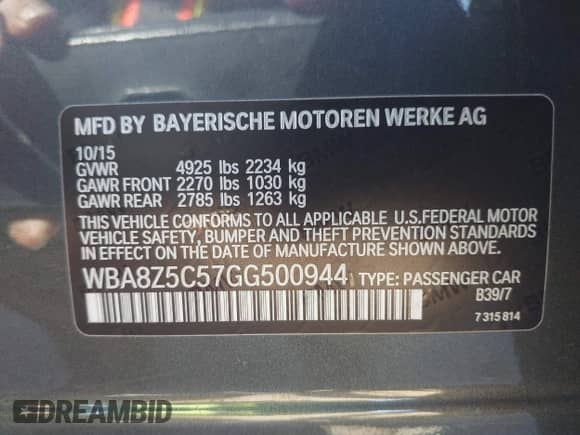 MFD BY BAYERISCHE MOTOREN WERKE AG
10/15
GVWR 4925 lbs 2234 kg
GAWR FRONT 2270 lbs 1030 kg
GAWR REAR 2785 lbs 1263 kg
THIS VEHICLE CONFORMS TO ALL APPLICABLE U.S.FEDERAL MOTOR
VEHICLE SAFETY, BUMPER AND THEFT PREVENTION STANDARDS
IN EFFECT ON THE DATE OF MANUFACTURE SHOWN ABOVE.
WBA8Z5C57GG500944 TYPE: PASSENGER CAR
B39/7
7 315 814
DREAMBID